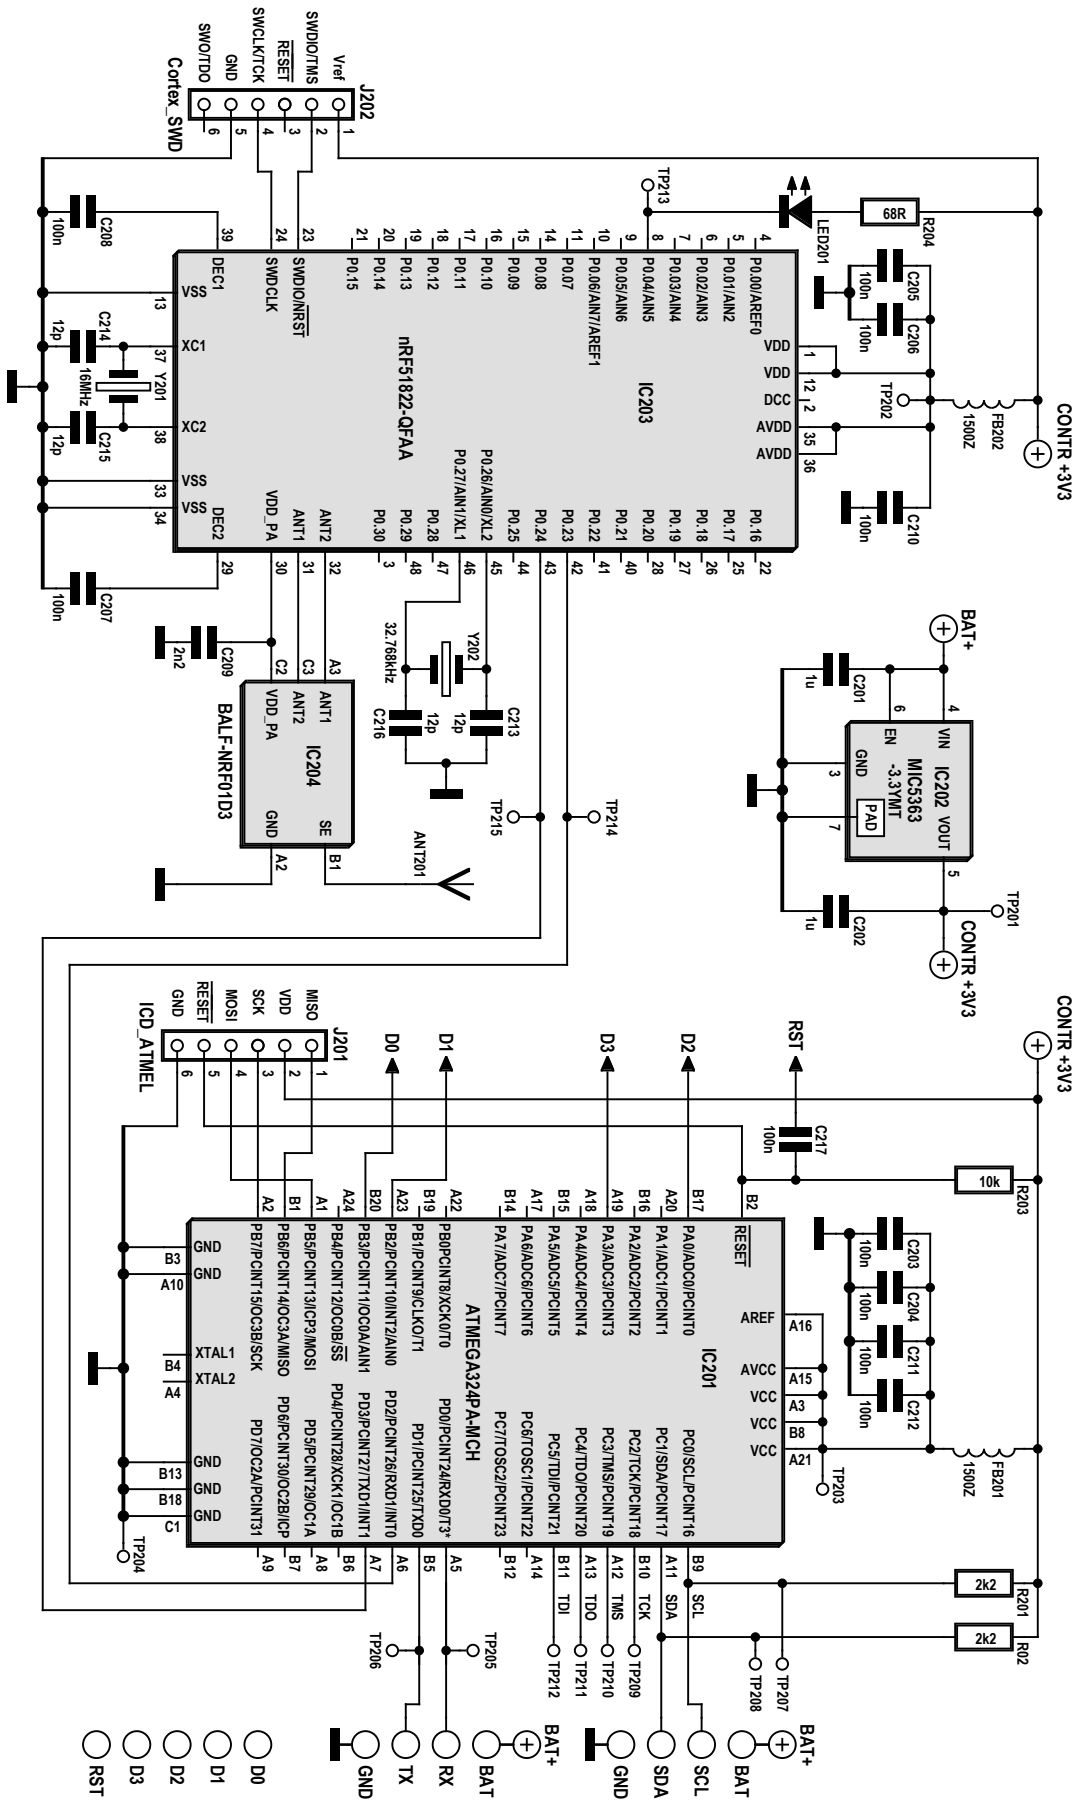 CONTR +3V3
R204
68R
LED201
TP213
C205
100n
C206
100n
FB202
1500Z
TP202
C210
100n
J202
Cortex_SWD
Vref
SWDIO/TMS
RESET
SWCLK/TCK
GND
SWO/TDO
1
2
3
4
5
6
IC203
nRF51822-QFAA
4 P0.00/AREF0
5 P0.01/AIN2
6 P0.02/AIN3
7 P0.03/AIN4
8 P0.04/AIN5
9 P0.05/AIN6
10 P0.06/AIN7/AREF1
11 P0.07
14 P0.08
15 P0.09
16 P0.10
17 P0.11
18 P0.12
19 P0.13
20 P0.14
21 P0.15
23 SWDIO/NRST
24 SWDCLK
39 DEC1
VDD 1
VDD 12
DCC 2
AVDD 35
AVDD 36
P0.16 22
P0.17 25
P0.18 26
P0.19 27
P0.20 28
P0.21 40
P0.22 41
P0.23 42
P0.24 43
P0.25 44
P0.26/AIN0/XL2 45
P0.27/AIN1/XL1 46
P0.28 47
P0.29 48
P0.30 3
ANT2 32
ANT1 31
VDD_PA 30
DEC2 29
VSS 13
XC1 37
XC2 38
VSS 33
VSS 34
C208
100n
C214
12p
Y201
16MHz
C215
12p
C207
100n
Y202
32.768kHz
C213
12p
C216
12p
C209
2n2
IC204
BALF-NRF01D3
A3 ANT1
C3 ANT2
C2 VDD_PA
SE B1
GND A2
ANT201
TP214
TP215
BAT+
C201
1u
IC202
MIC5363
-3.3YMT
4 VIN
6 EN
3 GND
7 PAD
VOUT 5
C202
1u
TP201
CONTR +3V3
CONTR +3V3
RST
C217
100n
R203
10k
C203
100n
C204
100n
C211
100n
C212
100n
FB201
1500Z
TP203
D2
D3
D1
D0
J201
ICD_ATMEL
MISO
VDD
SCK
MOSI
RESET
GND
1
2
3
4
5
6
IC201
ATMEGA324PA-MCH
B2 RESET
B17 PA0/ADC0/PCINT0
A20 PA1/ADC1/PCINT1
B16 PA2/ADC2/PCINT2
A19 PA3/ADC3/PCINT3
A18 PA4/ADC4/PCINT4
B15 PA5/ADC5/PCINT5
A17 PA6/ADC6/PCINT6
B14 PA7/ADC7/PCINT7
A22 PB0PCINT8/XCK0/T0
B19 PB1/PCINT9/CLKO/T1
A23 PB2/PCINT10/INT2/AIN0
B20 PB3/PCINT11/OC0A/AIN1
A24 PB4/PCINT12/OC0B/SS
A1 PB5/PCINT13/ICP3/MOSI
B1 PB6/PCINT14/OC3A/MISO
A2 PB7/PCINT15/OC3B/SCK
AREF A16
AVCC A15
VCC A3
VCC B8
VCC A21
PC0/SCL/PCINT16 B9
PC1/SDA/PCINT17 A11
PC2/TCK/PCINT18 B10
PC3/TMS/PCINT19 A12
PC4/TDO/PCINT20 A13
PC5/TDI/PCINT21 B11
PC6/TOSC1/PCINT22 A14
PC7/TOSC2/PCINT23 B12
PD0/PCINT24/RXD0/T3* A5
PD1/PCINT25/TXD0 B5
PD2/PCINT26/RXD1/INT0 A6
PD3/PCINT27/TXD1/INT1 A7
PD4/PCINT28/XCK1/OC1B B6
PD5/PCINT29/OC1A A8
PD6/PCINT30/OC2B/ICP B7
PD7/OC2A/PCINT31 A9
GND B3
GND A10
XTAL1 B4
XTAL2 A4
GND B13
GND B18
GND C1
TP204
R201
2k2
R02
2k2
TP207
TP208
SCL
SDA
TCK TP209
TMS TP210
TDO TP211
TDI TP212
TP205
TP206
BAT+
BAT
SCL
SDA
GND
BAT+
BAT
RX
TX
GND
D0
D1
D2
D3
RST